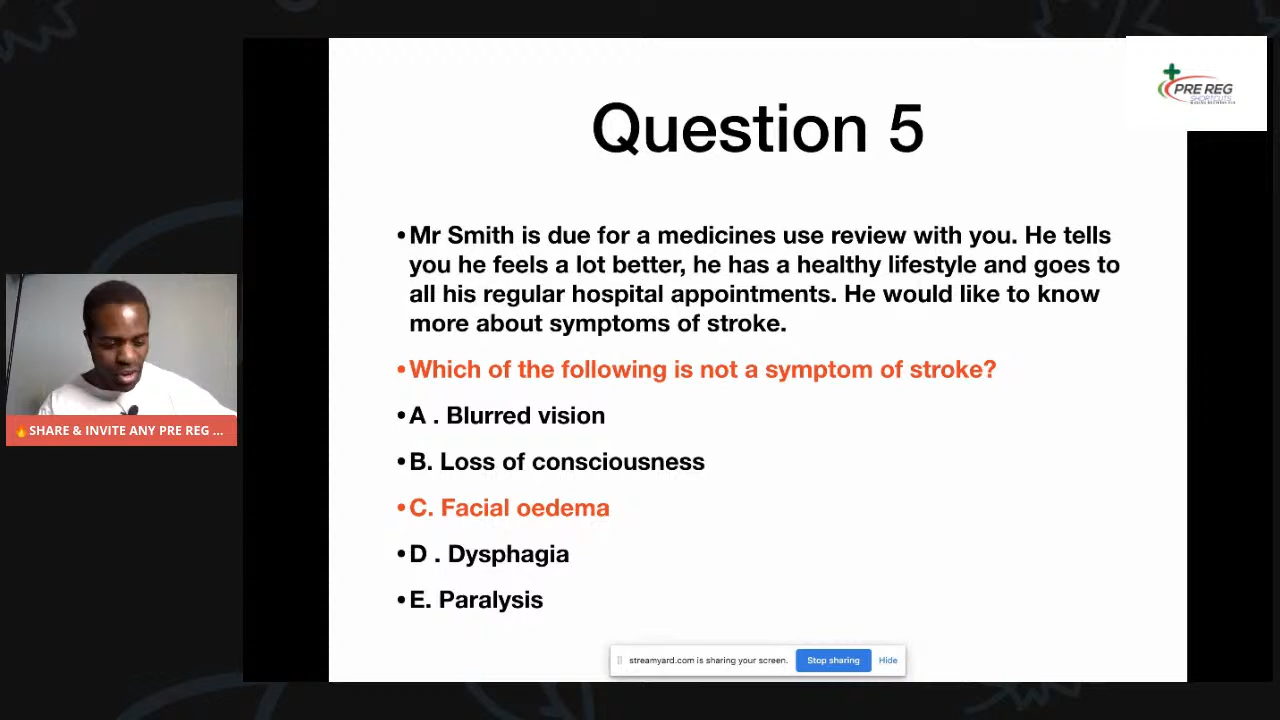 PRE REG
SHORTCUTS
Question 5
•Mr Smith is due for a medicines use review with you. He tells
you he feels a lot better, he has a healthy lifestyle and goes to
all his regular hospital appointments. He would like to know
more about symptoms of stroke.
•Which of the following is not a symptom of stroke?
•A . Blurred vision
•B. Loss of consciousness
•C. Facial oedema
•D . Dysphagia
•E. Paralysis
🔥SHARE & INVITE ANY PRE REG ...
streamyard.com is sharing your screen.
Stop sharing
Hide